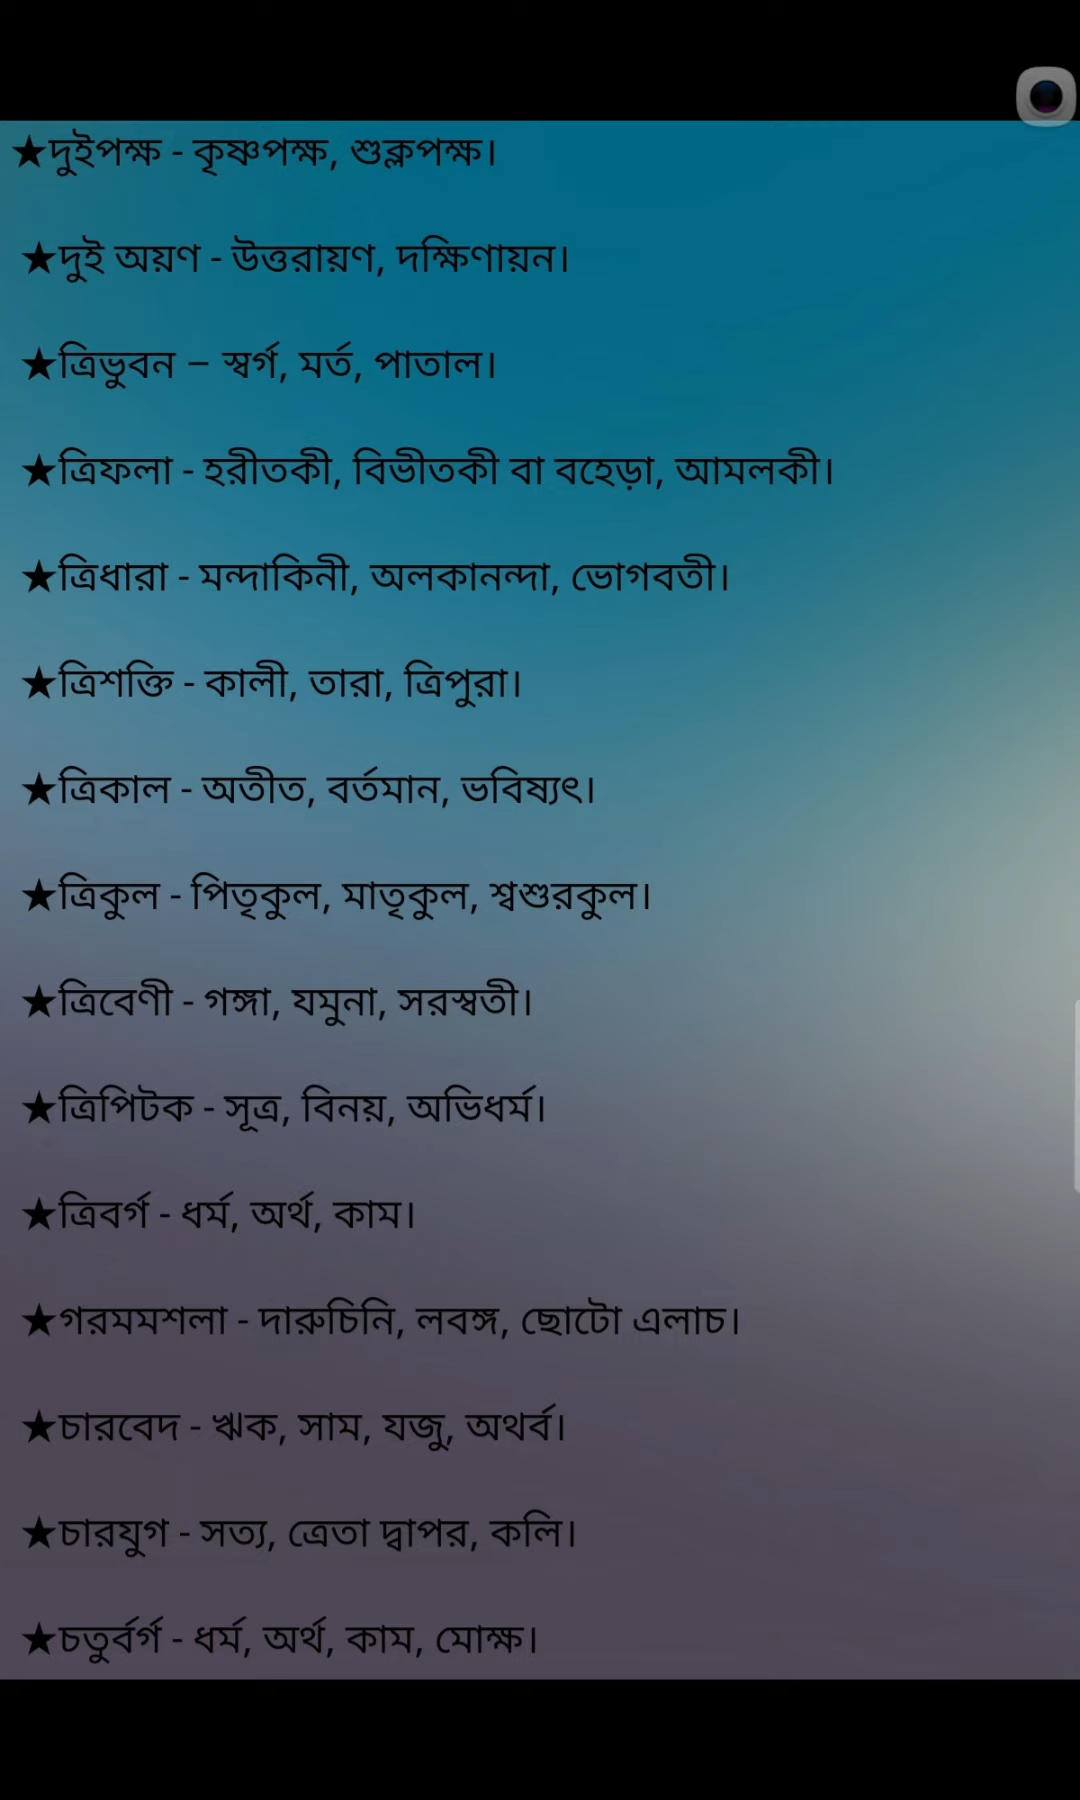 ★দুইপক্ষ - কৃষ্ণপক্ষ, শুক্লপক্ষ।
★দুই অয়ণ - উত্তরায়ণ, দক্ষিণায়ন।
★ত্রিভুবন – স্বর্গ, মর্ত, পাতাল।
★ত্রিফলা - হরীতকী, বিভীতকী বা বহেড়া, আমলকী।
★ত্রিধারা - মন্দাকিনী, অলকানন্দা, ভোগবতী।
★ত্রিশক্তি - কালী, তারা, ত্রিপুরা।
★ত্রিকাল - অতীত, বর্তমান, ভবিষ্যৎ।
★ত্রিকুল - পিতৃকুল, মাতৃকুল, শ্বশুরকুল।
★ত্রিবেণী - গঙ্গা, যমুনা, সরস্বতী।
★ত্রিপিটক - সূত্র, বিনয়, অভিধর্ম।
★ত্রিবর্গ - ধর্ম, অর্থ, কাম।
★গরমমশলা - দারুচিনি, লবঙ্গ, ছোটো এলাচ।
★চারবেদ - ঋক, সাম, যজু, অথর্ব।
★চারযুগ - সত্য, ত্রেতা দ্বাপর, কলি।
★চতুর্বর্গ - ধর্ম, অর্থ, কাম, মোক্ষ।